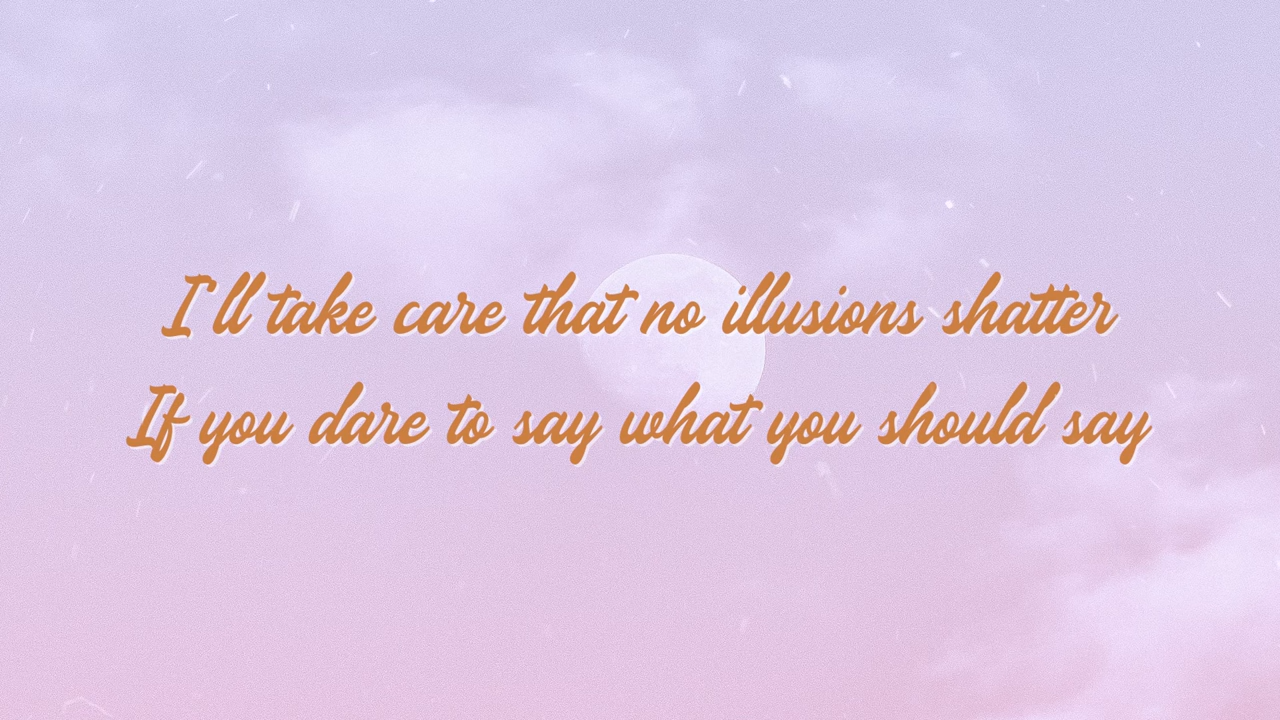 I'll take care that no illusions shatter
If you dare to say what you should say